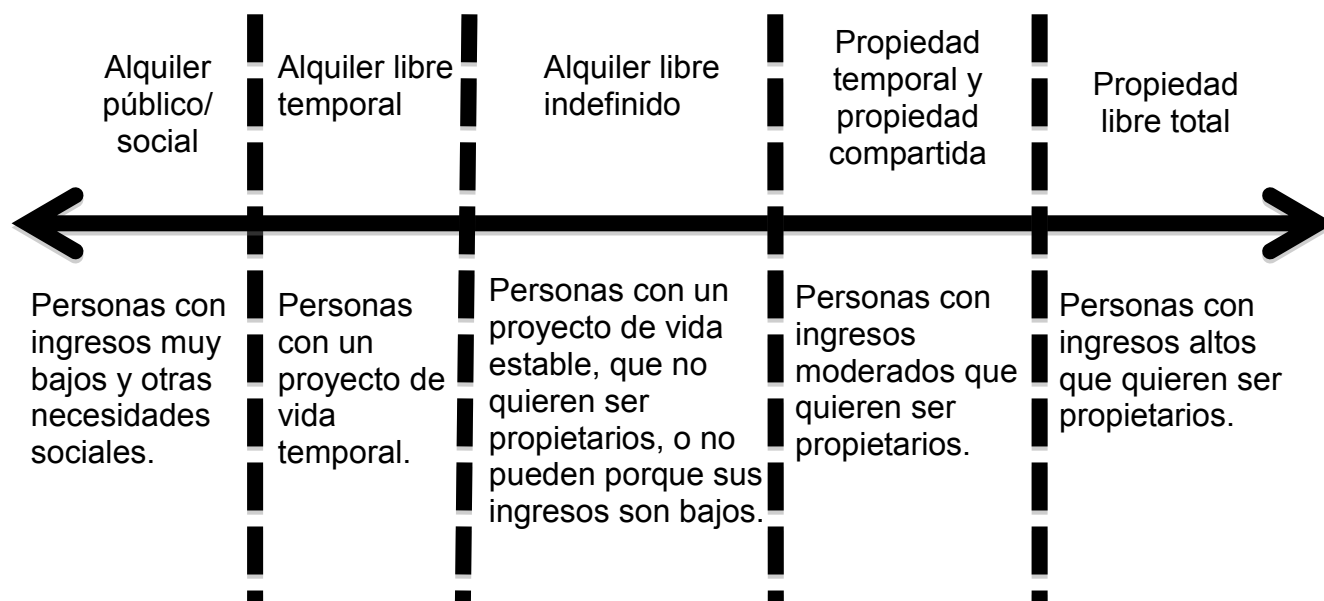 Alquiler
público/
social
Alquiler libre
temporal
Alquiler libre
indefinido
Propiedad
temporal y
propiedad
compartida
Propiedad
libre total
Personas con
ingresos muy
bajos y otras
necesidades
sociales.
Personas
con un
proyecto de
vida
temporal.
Personas con un
proyecto de vida
estable, que no
quieren ser
propietarios, o no
pueden porque sus
ingresos son bajos.
Personas con
ingresos
moderados que
quieren ser
propietarios.
Personas con
ingresos altos
que quieren ser
propietarios.